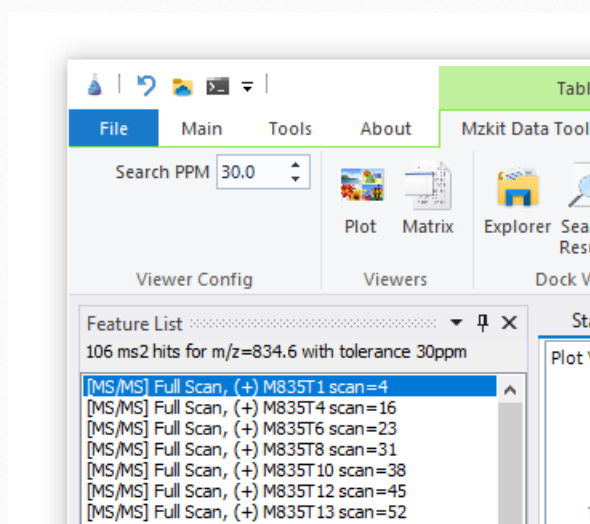 File Main Tools About Mzkit Data Tool
Search PPM 30.0
Plot Matrix Explorer
Viewer Config Viewers Dock
Feature List
106 ms2 hits for m/z=834.6 with tolerance 30ppm
Plot
[MS/MS] Full Scan, (+) M835T1 scan=4
[MS/MS] Full Scan, (+) M835T4 scan=16
[MS/MS] Full Scan, (+) M835T6 scan=23
[MS/MS] Full Scan, (+) M835T8 scan=31
[MS/MS] Full Scan, (+) M835T10 scan=38
[MS/MS] Full Scan, (+) M835T12 scan=45
[MS/MS] Full Scan, (+) M835T13 scan=52